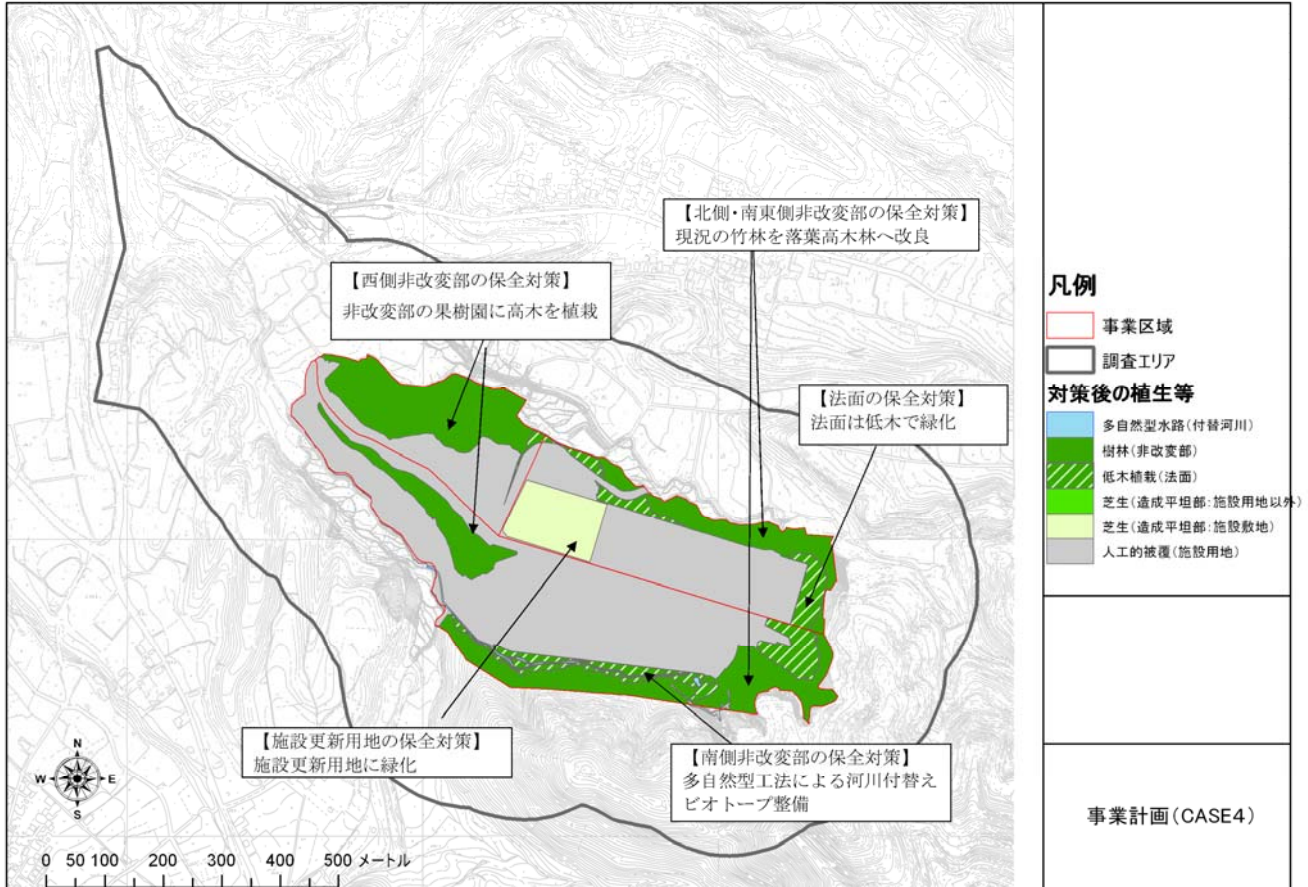 【北側・南東側非改変部の保全対策】
現況の竹林を落葉高木林へ改良
【西側非改変部の保全対策】
非改変部の果樹園に高木を植栽
【法面の保全対策】
法面は低木で緑化
【施設更新用地の保全対策】
施設更新用地に緑化
【南側非改変部の保全対策】
多自然型工法による河川付替え
ビオトープ整備
N
W E
S
0 50 100 200 300 400 500 メートル
凡例
事業区域
調査エリア
対策後の植生等
多自然型水路(付替河川)
樹林(非改変部)
低木植栽(法面)
芝生(造成平坦部:施設用地以外)
芝生(造成平坦部:施設敷地)
人工的被覆(施設用地)
事業計画(CASE4)